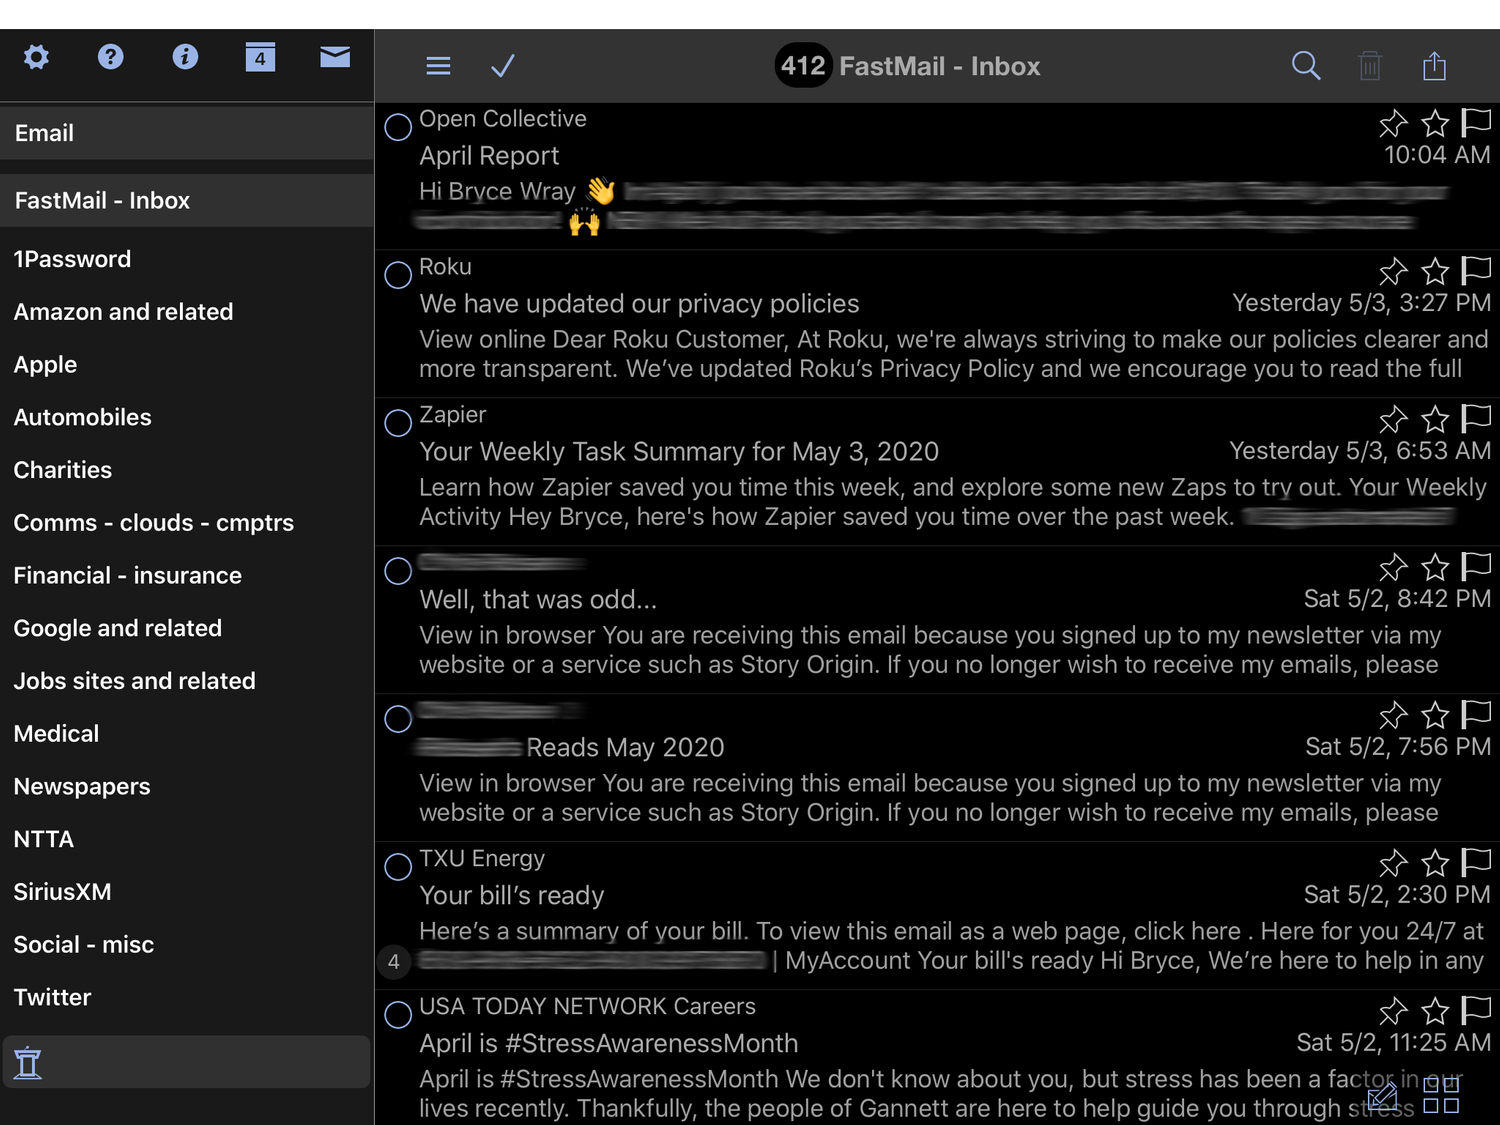 4
412 FastMail - Inbox
Email
FastMail - Inbox
1Password
Amazon and related
Apple
Automobiles
Charities
Comms - clouds - cmptrs
Financial - insurance
Google and related
Jobs sites and related
Medical
Newspapers
NTTA
SiriusXM
Social - misc
Twitter
Open Collective
April Report 10:04 AM
Hi Bryce Wray 👋
🙌
Roku
We have updated our privacy policies Yesterday 5/3, 3:27 PM
View online Dear Roku Customer, At Roku, we're always striving to make our policies clearer and
more transparent. We’ve updated Roku’s Privacy Policy and we encourage you to read the full
Zapier
Your Weekly Task Summary for May 3, 2020 Yesterday 5/3, 6:53 AM
Learn how Zapier saved you time this week, and explore some new Zaps to try out. Your Weekly
Activity Hey Bryce, here's how Zapier saved you time over the past week.
Well, that was odd... Sat 5/2, 8:42 PM
View in browser You are receiving this email because you signed up to my newsletter via my
website or a service such as Story Origin. If you no longer wish to receive my emails, please
Reads May 2020 Sat 5/2, 7:56 PM
View in browser You are receiving this email because you signed up to my newsletter via my
website or a service such as Story Origin. If you no longer wish to receive my emails, please
TXU Energy
Your bill’s ready Sat 5/2, 2:30 PM
Here’s a summary of your bill. To view this email as a web page, click here . Here for you 24/7 at
4 | MyAccount Your bill's ready Hi Bryce, We’re here to help in any
USA TODAY NETWORK Careers
April is #StressAwarenessMonth Sat 5/2, 11:25 AM
April is #StressAwarenessMonth We don't know about you, but stress has been a factor in our
lives recently. Thankfully, the people of Gannett are here to help guide you through stress